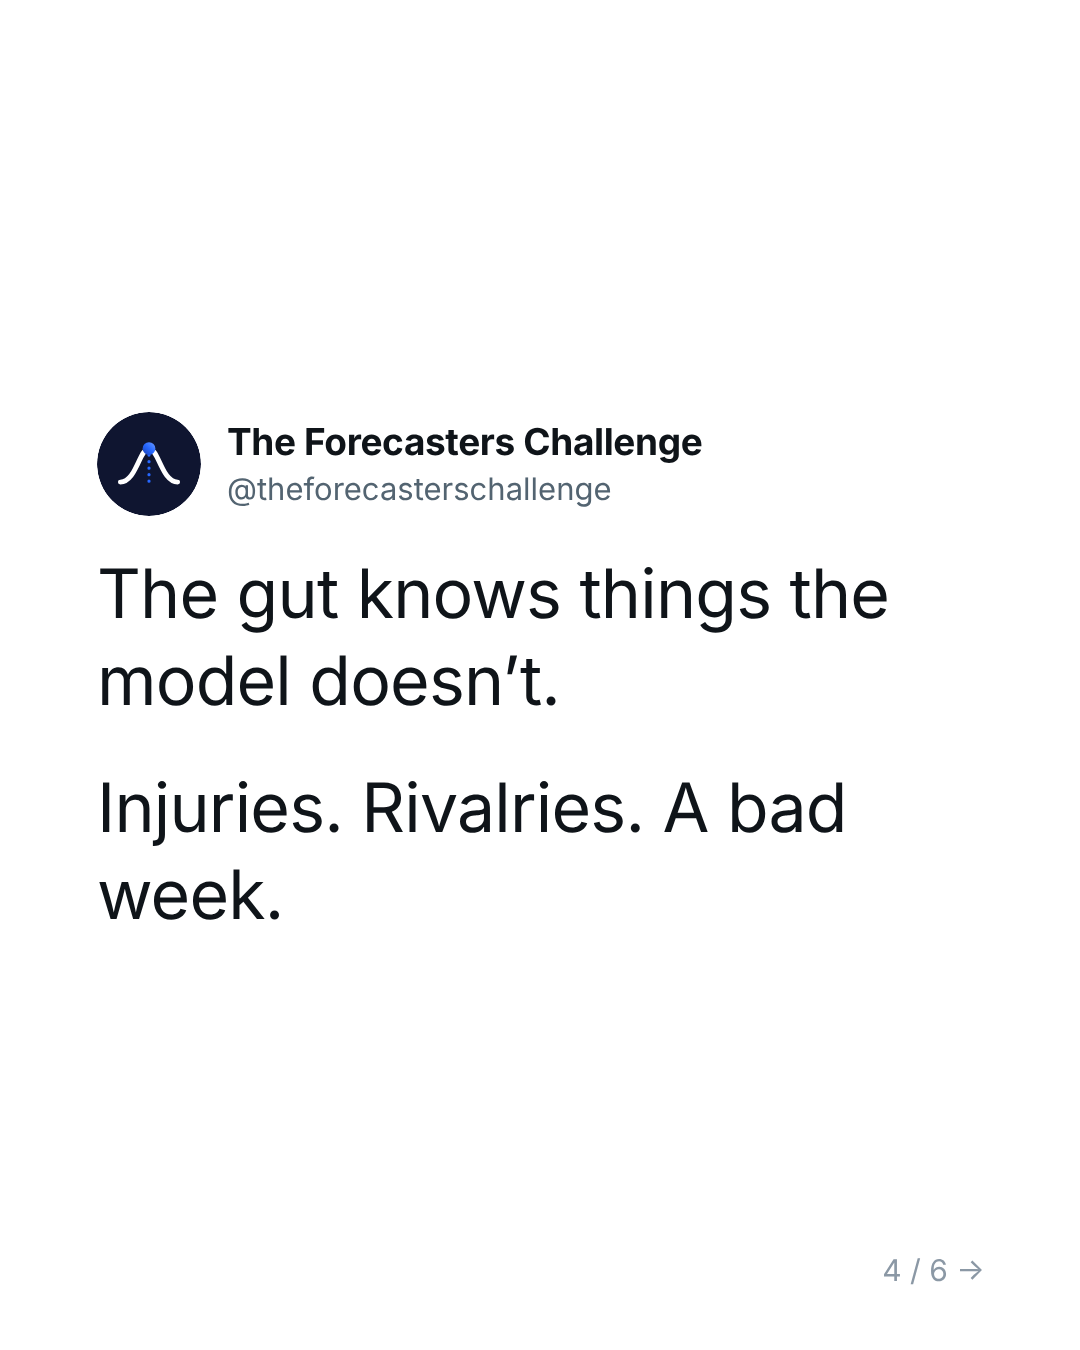 The Forecasters Challenge
@theforecasterschallenge
The gut knows things the
model doesn’t.
Injuries. Rivalries. A bad
week.
4 / 6 →